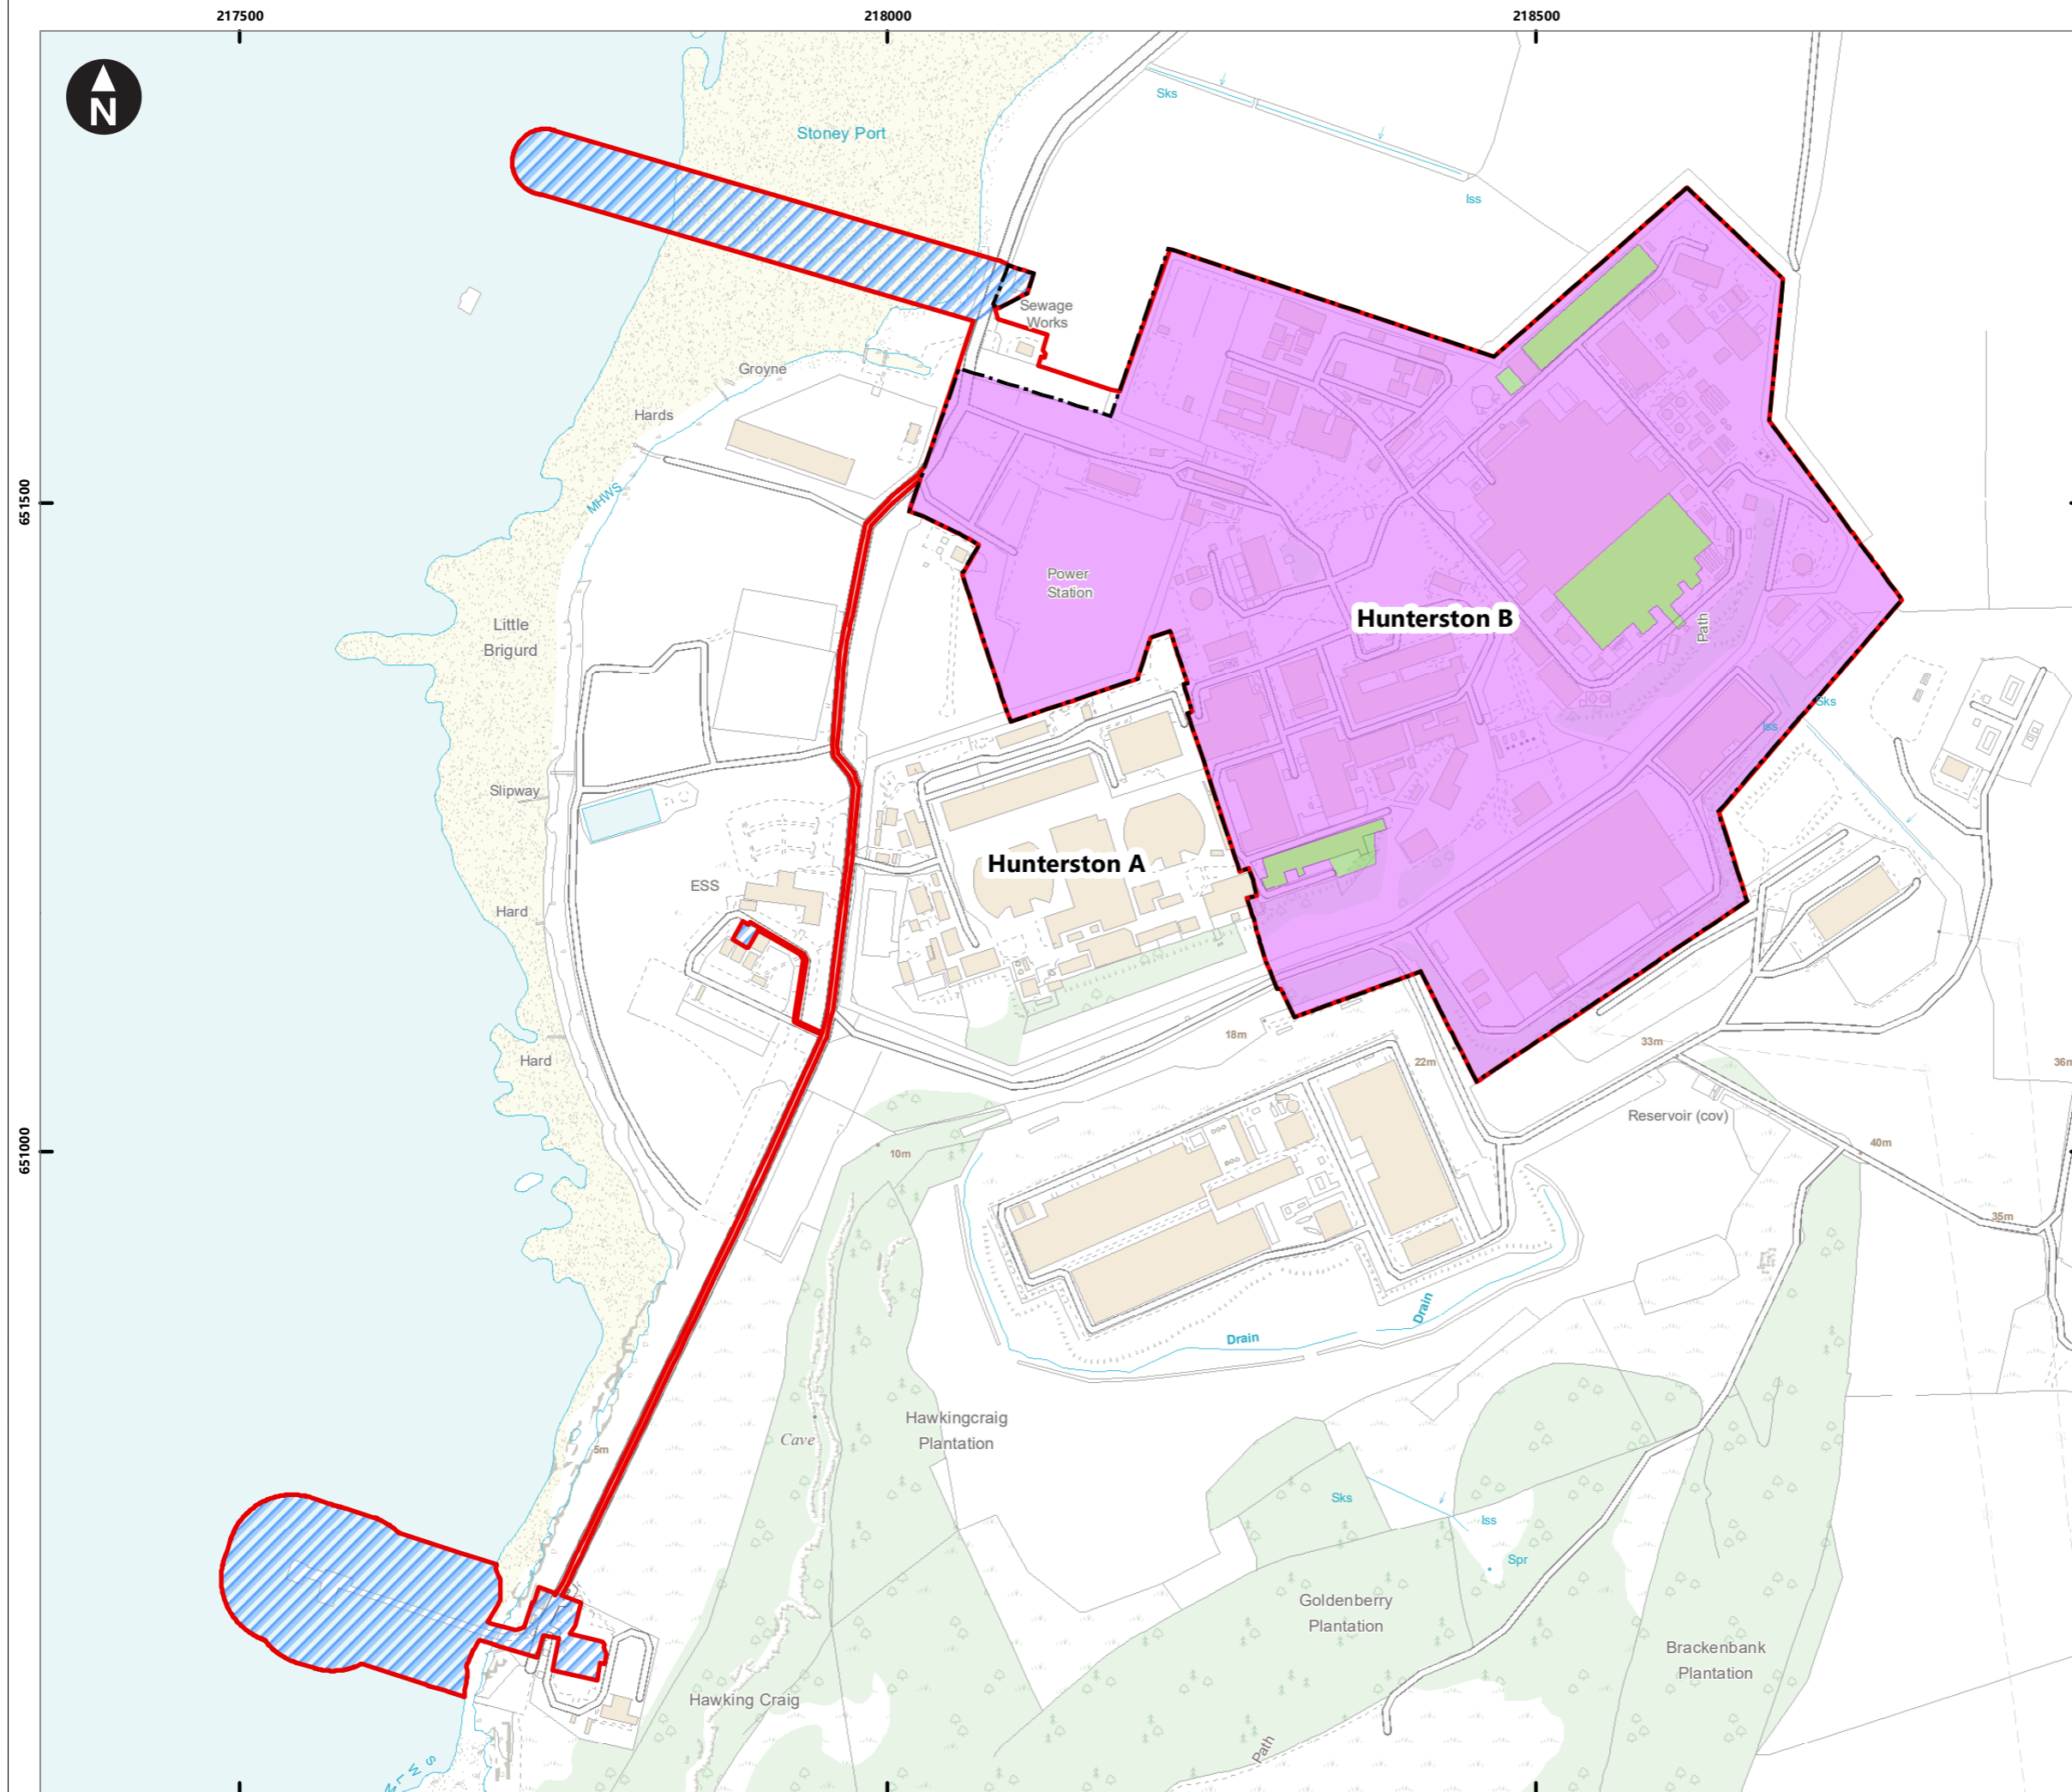 217500
218000
218500
N
Sks
Stoney Port
Iss
Sewage
Works
Groyne
Hards
651500
MHWS
Power
Station
Hunterston B
Path
Little
Brigurd
Sks
Iss
Slipway
Hunterston A
ESS
Hard
18m
33m
22m
36m
Hard
Reservoir (cov)
651000
40m
10m
35m
Drain
Drain
Hawkingcraig
Plantation
Cave
5m
Sks
Iss
Spr
Goldenberry
Plantation
Brackenbank
Plantation
Hawking Craig
Path